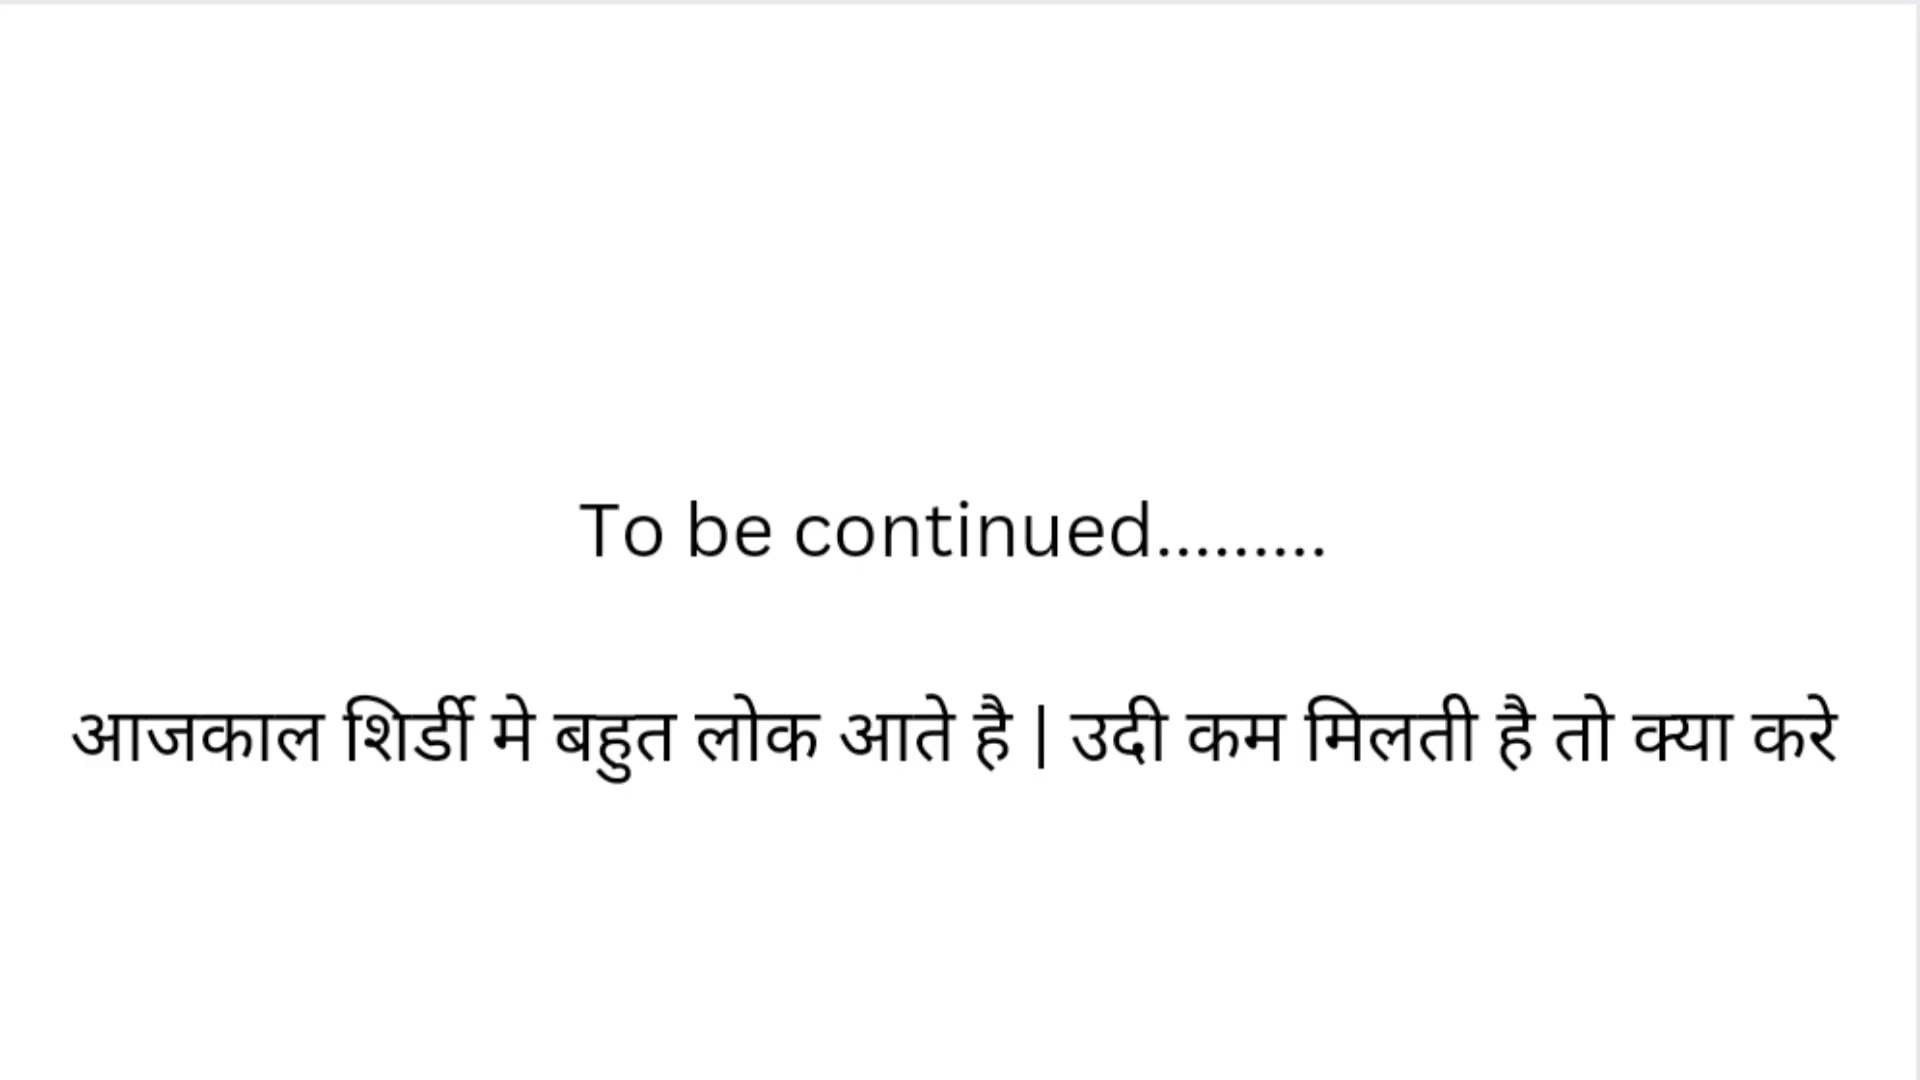 To be continued.........
आजकाल शिर्डी मे बहुत लोक आते है | उदी कम मिलती है तो क्या करे